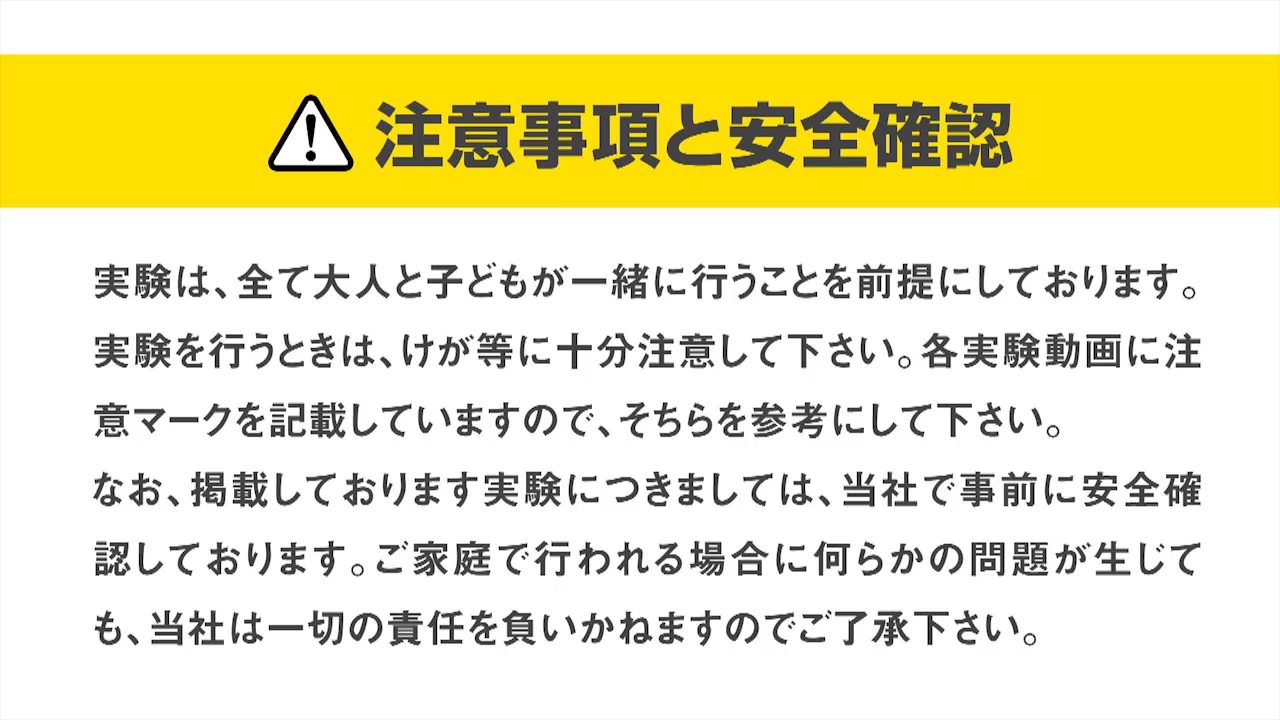 注意事項と安全確認
実験は、全て大人と子どもが一緒に行うことを前提にしております。
実験を行うときは、けが等に十分注意して下さい。各実験動画に注
意マークを記載していますので、そちらを参考にして下さい。
なお、掲載しております実験につきましては、当社で事前に安全確
認しております。ご家庭で行われる場合に何らかの問題が生じて
も、当社は一切の責任を負いかねますのでご了承下さい。